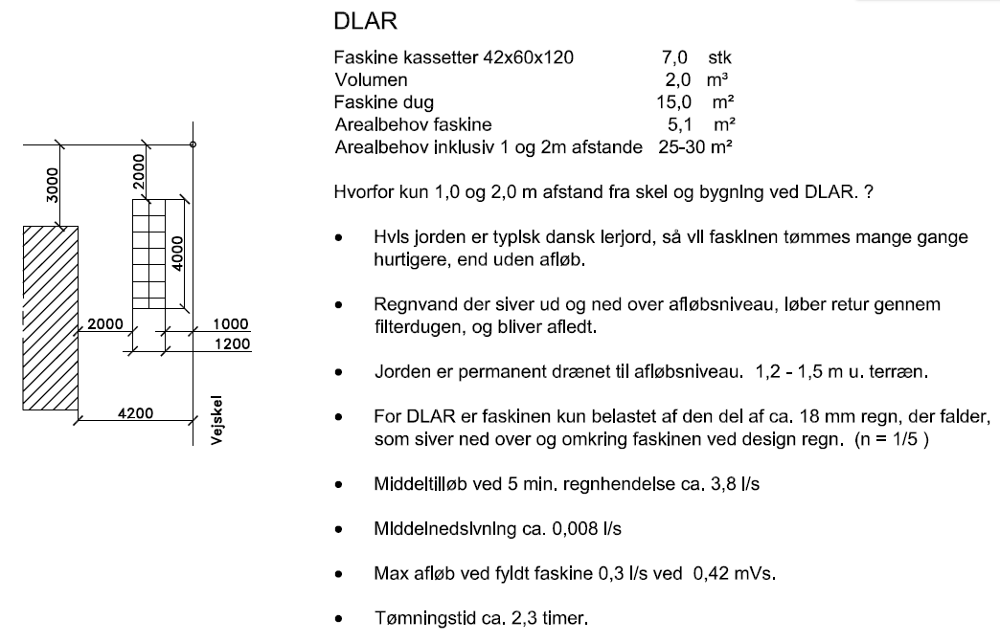 DLAR
Faskine kassetter 42x60x120 7,0 stk
Volumen 2,0 m³
Faskine dug 15,0 m²
Arealbehov faskine 5,1 m²
Arealbehov inklusiv 1 og 2m afstande 25-30 m²
Hvorfor kun 1,0 og 2,0 m afstand fra skel og bygning ved DLAR. ?
• Hvis jorden er typisk dansk lerjord, så vil faskinen tømmes mange gange
hurtigere, end uden afløb.
• Regnvand der siver ud og ned over afløbsniveau, løber retur gennem
filterdugen, og bliver afledt.
• Jorden er permanent drænet til afløbsniveau. 1,2 - 1,5 m u. terræn.
• For DLAR er faskinen kun belastet af den del af ca. 18 mm regn, der falder,
som siver ned over og omkring faskinen ved design regn. (n = 1/5 )
• Middeltilløb ved 5 min. regnhendelse ca. 3,8 l/s
• Middelnedsivning ca. 0,008 l/s
• Max afløb ved fyldt faskine 0,3 l/s ved 0,42 mVs.
• Tømningstid ca. 2,3 timer.
3000
2000
4000
2000
1000
1200
4200
Vejskel